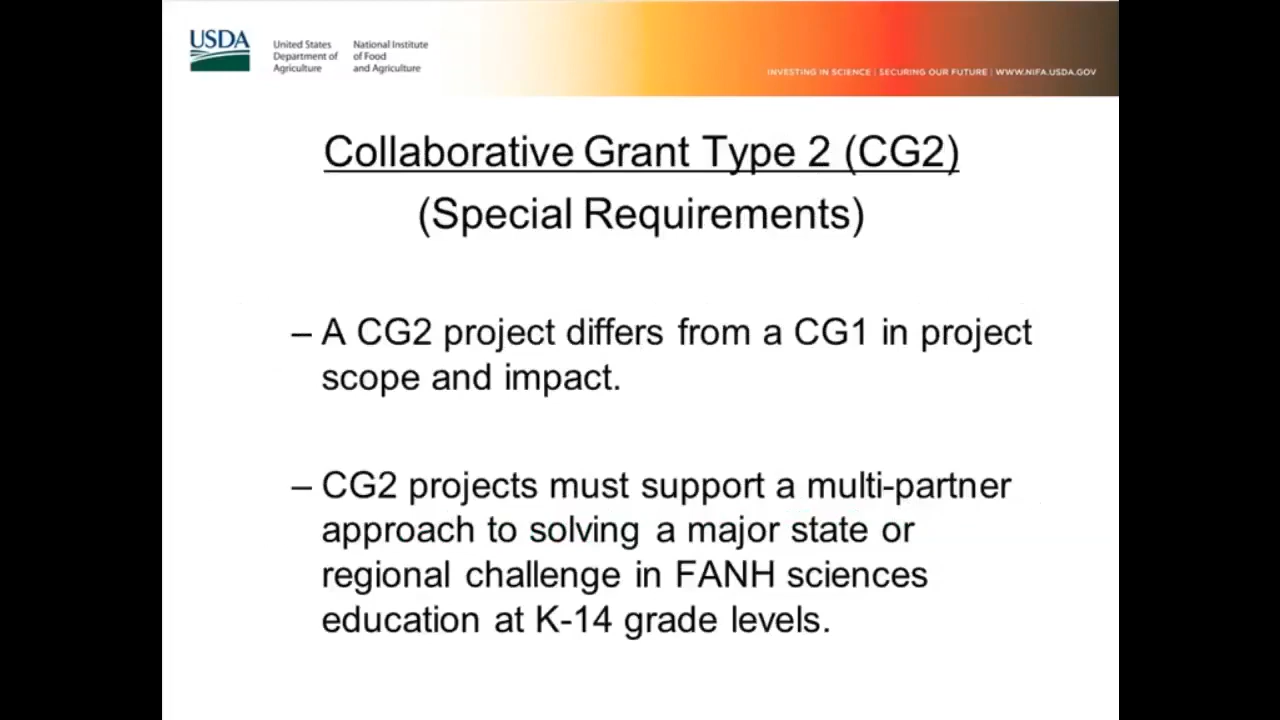 USDA
United States
Department of
Agriculture
National Institute
of Food
and Agriculture
INVESTING IN SCIENCE | SECURING OUR FUTURE | WWW.NIFA.USDA.GOV
Collaborative Grant Type 2 (CG2)
(Special Requirements)
– A CG2 project differs from a CG1 in project
scope and impact.
– CG2 projects must support a multi-partner
approach to solving a major state or
regional challenge in FANH sciences
education at K-14 grade levels.